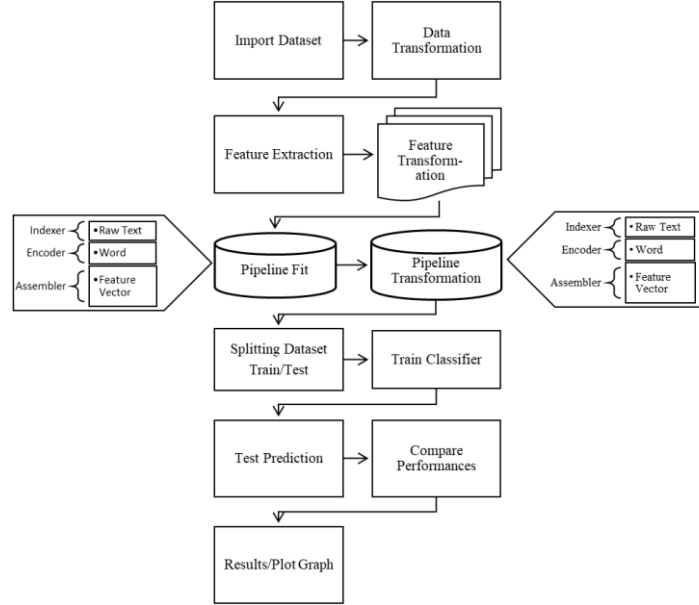 Import Dataset
Data
Transformation
Feature Extraction
Feature
Transform-
ation
Indexer
•Raw Text
Encoder
•Word
Assembler
•Feature
Vector
Pipeline Fit
Pipeline
Transformation
Indexer
•Raw Text
Encoder
•Word
Assembler
•Feature
Vector
Splitting Dataset
Train/Test
Train Classifier
Test Prediction
Compare
Performances
Results/Plot Graph